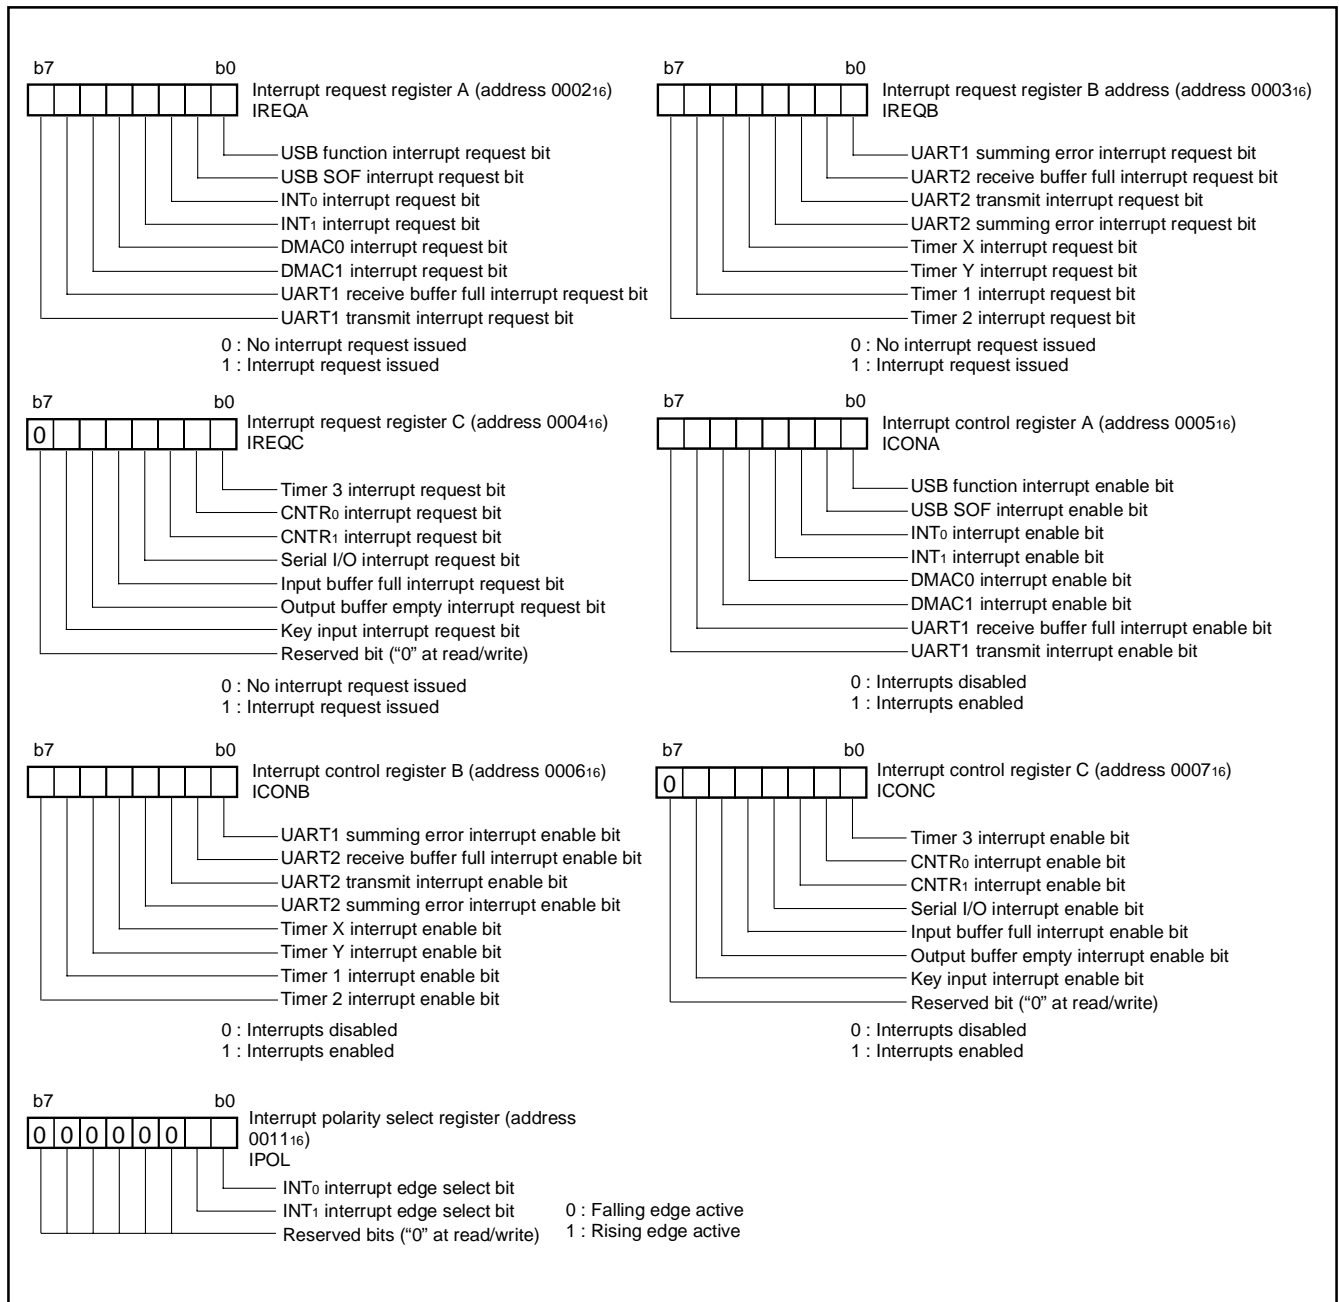 b7 b0
Interrupt request register A (address 000216)
IREQA
USB function interrupt request bit
USB SOF interrupt request bit
INT0 interrupt request bit
INT1 interrupt request bit
DMAC0 interrupt request bit
DMAC1 interrupt request bit
UART1 receive buffer full interrupt request bit
UART1 transmit interrupt request bit
0 : No interrupt request issued
1 : Interrupt request issued
b7 b0
Interrupt request register B address (address 000316)
IREQB
UART1 summing error interrupt request bit
UART2 receive buffer full interrupt request bit
UART2 transmit interrupt request bit
UART2 summing error interrupt request bit
Timer X interrupt request bit
Timer Y interrupt request bit
Timer 1 interrupt request bit
Timer 2 interrupt request bit
0 : No interrupt request issued
1 : Interrupt request issued
b7 b0
Interrupt request register C (address 000416)
0
IREQC
Timer 3 interrupt request bit
CNTR0 interrupt request bit
CNTR1 interrupt request bit
Serial I/O interrupt request bit
Input buffer full interrupt request bit
Output buffer empty interrupt request bit
Key input interrupt request bit
Reserved bit (“0” at read/write)
0 : No interrupt request issued
1 : Interrupt request issued
b7 b0
Interrupt control register A (address 000516)
ICONA
USB function interrupt enable bit
USB SOF interrupt enable bit
INT0 interrupt enable bit
INT1 interrupt enable bit
DMAC0 interrupt enable bit
DMAC1 interrupt enable bit
UART1 receive buffer full interrupt enable bit
UART1 transmit interrupt enable bit
0 : Interrupts disabled
1 : Interrupts enabled
b7 b0
Interrupt control register B (address 000616)
ICONB
UART1 summing error interrupt enable bit
UART2 receive buffer full interrupt enable bit
UART2 transmit interrupt enable bit
UART2 summing error interrupt enable bit
Timer X interrupt enable bit
Timer Y interrupt enable bit
Timer 1 interrupt enable bit
Timer 2 interrupt enable bit
0 : Interrupts disabled
1 : Interrupts enabled
b7 b0
Interrupt control register C (address 000716)
0
ICONC
Timer 3 interrupt enable bit
CNTR0 interrupt enable bit
CNTR1 interrupt enable bit
Serial I/O interrupt enable bit
Input buffer full interrupt enable bit
Output buffer empty interrupt enable bit
Key input interrupt enable bit
Reserved bit (“0” at read/write)
0 : Interrupts disabled
1 : Interrupts enabled
b7 b0
Interrupt polarity select register (address
0 0 0 0 0 0
001116)
IPOL
INT0 interrupt edge select bit
INT1 interrupt edge select bit
Reserved bits (“0” at read/write)
0 : Falling edge active
1 : Rising edge active